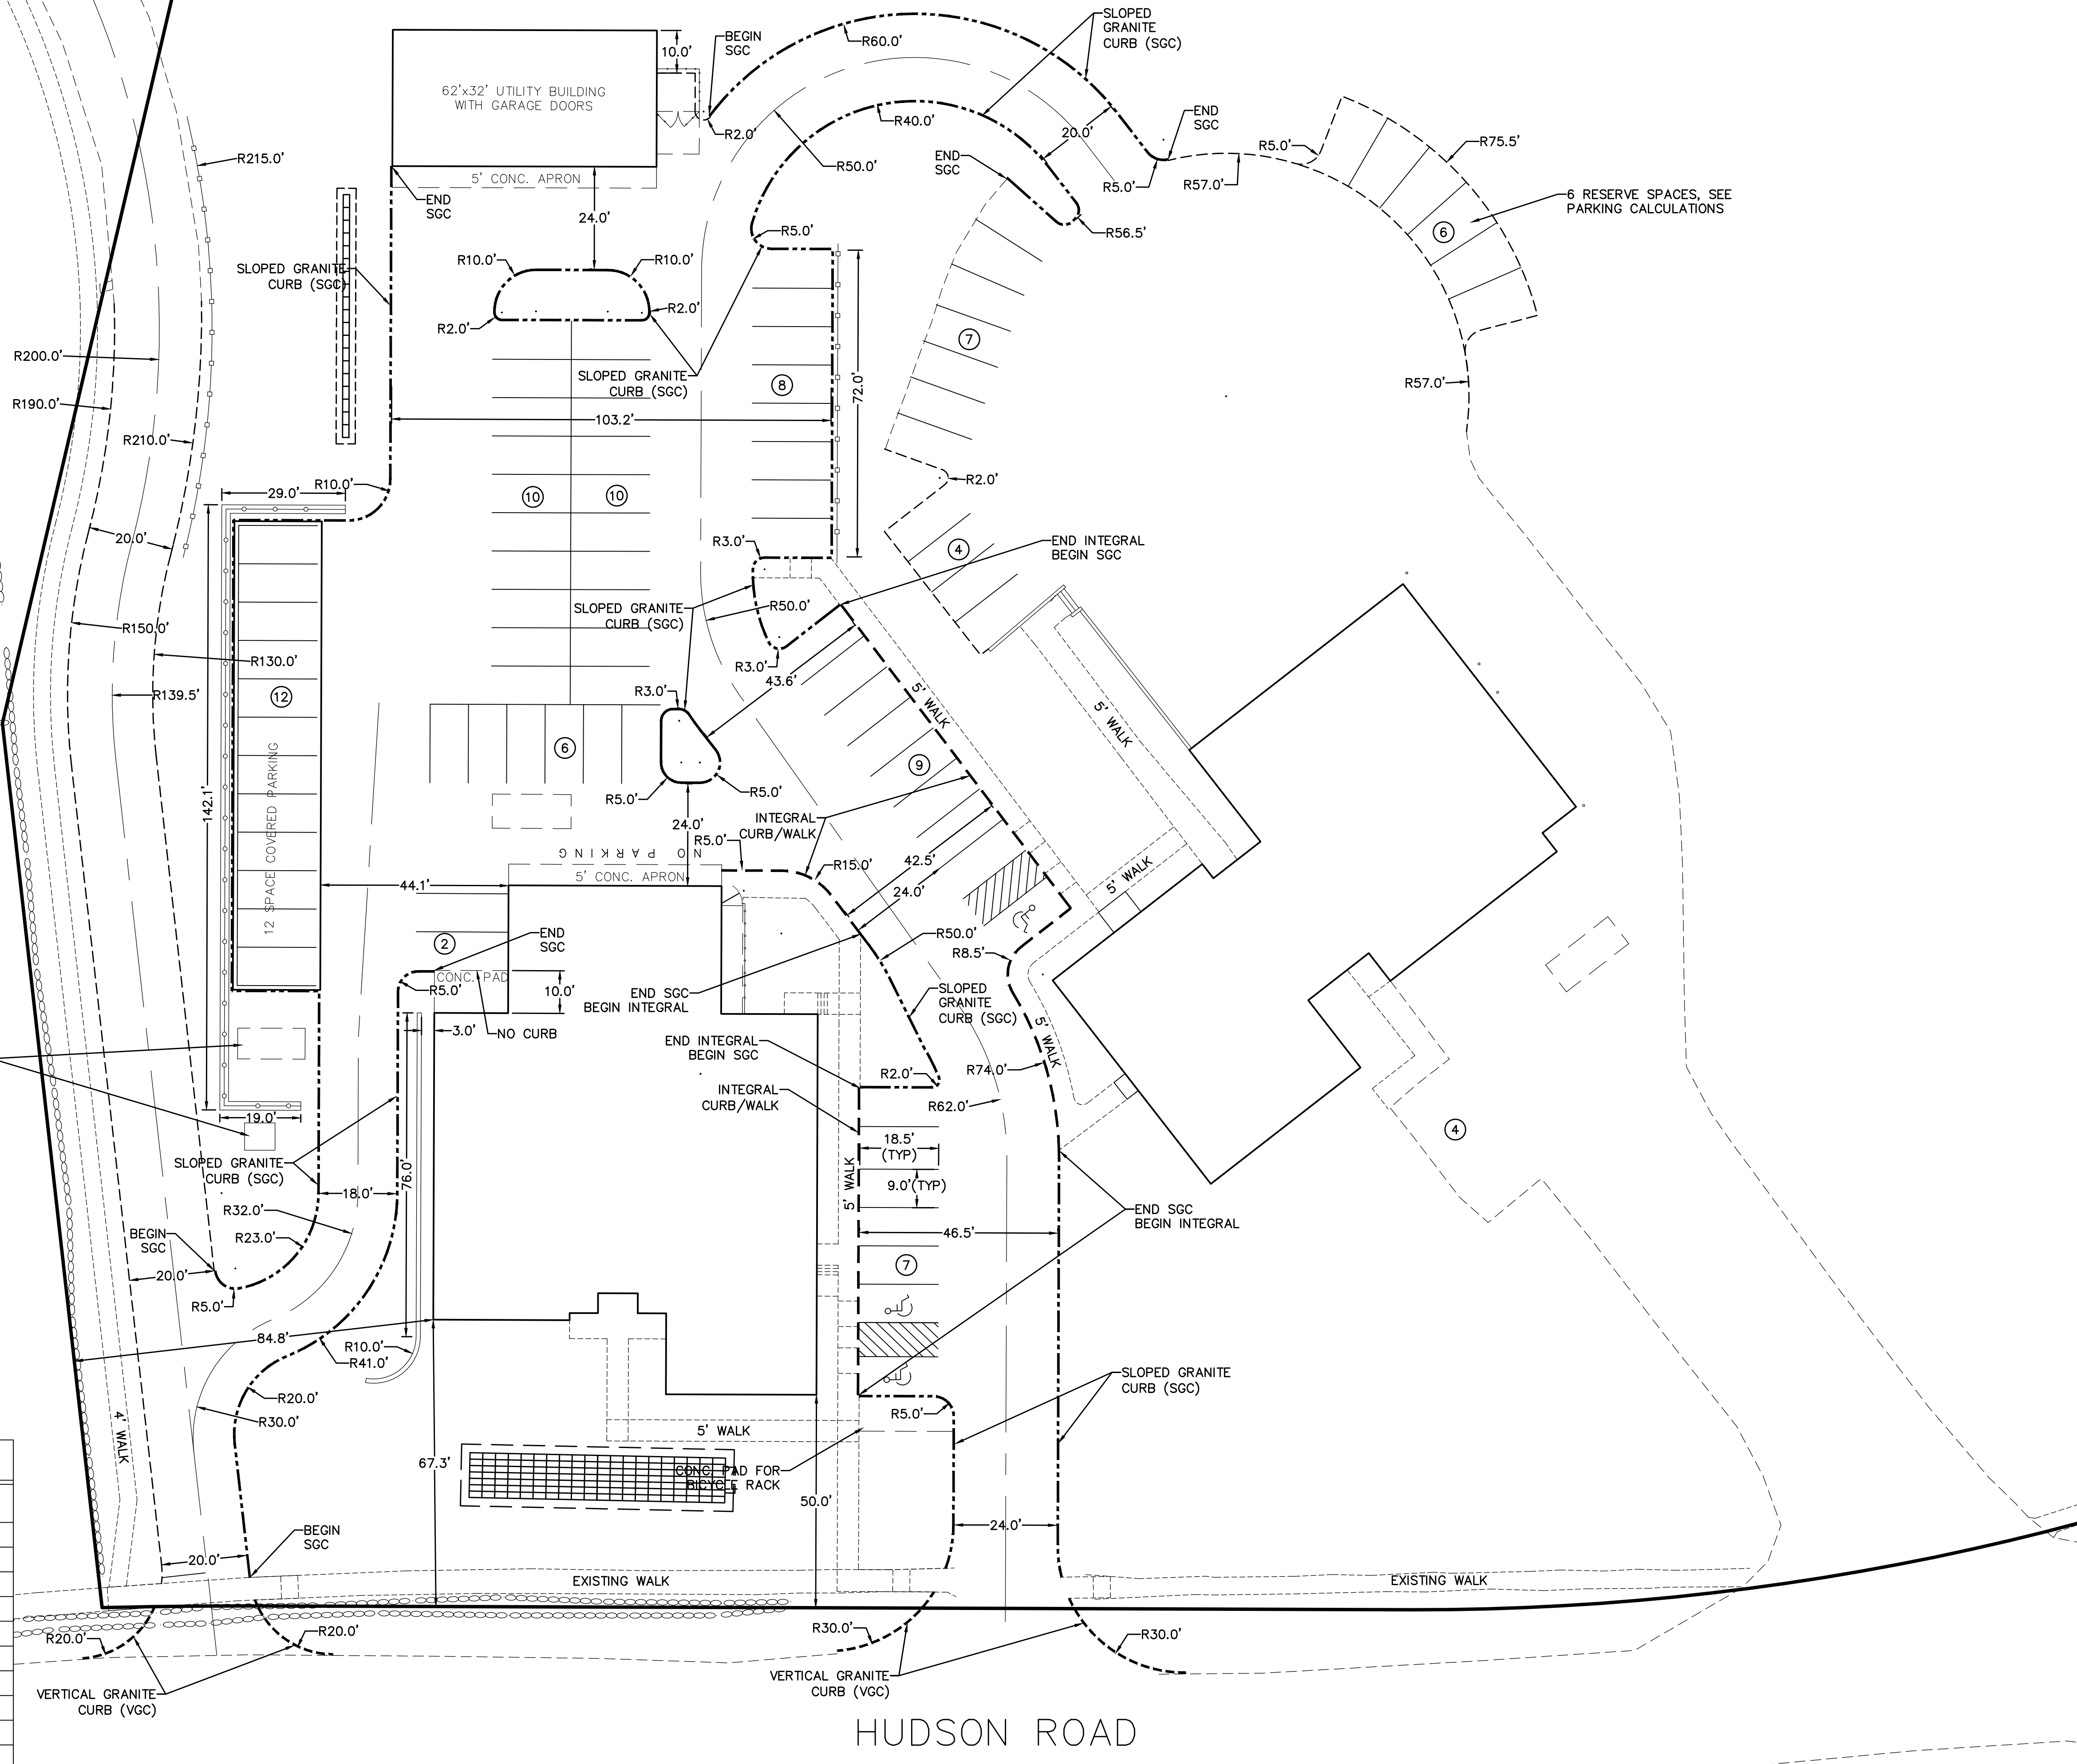 SLOPED
GRANITE
CURB (SGC)
BEGIN
SGC
R60.0'
10.0'
62'x32' UTILITY BUILDING
WITH GARAGE DOORS
R2.0'
R40.0'
20.0'
END
SGC
R5.0'
R75.5'
R215.0'
R50.0'
END
SGC
R5.0'
R57.0'
5' CONC. APRON
END
SGC
24.0'
6 RESERVE SPACES, SEE
PARKING CALCULATIONS
R5.0'
R56.5'
6
SLOPED GRANITE
CURB (SGC)
R10.0'
R10.0'
R2.0'
R2.0'
7
R200.0'
R190.0'
SLOPED GRANITE
CURB (SGC)
8
72.0'
R57.0'
103.2'
R210.0'
29.0'
R10.0'
10
10
R2.0'
20.0'
R3.0'
4
END INTEGRAL
BEGIN SGC
R150.0'
SLOPED GRANITE
CURB (SGC)
R50.0'
R130.0'
R3.0'
43.6'
R139.5'
12
R3.0'
5' WALK
5' WALK
6
9
142.1'
12 SPACE COVERED PARKING
R5.0'
R5.0'
24.0'
INTEGRAL
CURB/WALK
R5.0'
NO PARKING
5' CONC. APRON
R15.0'
42.5'
24.0'
5' WALK
44.1'
2
END
SGC
R50.0'
R8.5'
CONC. PAD
R5.0'
10.0'
END SGC
BEGIN INTEGRAL
SLOPED
GRANITE
CURB (SGC)
3.0'
NO CURB
5' WALK
END INTEGRAL
BEGIN SGC
R2.0'
R74.0'
INTEGRAL
CURB/WALK
R62.0'
19.0'
4
SLOPED GRANITE
CURB (SGC)
76.0'
18.5'
(TYP)
18.0'
5' WALK
9.0'(TYP)
R32.0'
END SGC
BEGIN INTEGRAL
BEGIN
SGC
R23.0'
46.5'
20.0'
7
R5.0'
84.8'
R10.0'
R41.0'
SLOPED GRANITE
CURB (SGC)
R20.0'
R30.0'
R5.0'
4' WALK
5' WALK
67.3'
CONC. PAD FOR
BICYCLE RACK
50.0'
BEGIN
SGC
24.0'
20.0'
EXISTING WALK
EXISTING WALK
R20.0'
R20.0'
R30.0'
R30.0'
VERTICAL GRANITE
CURB (VGC)
VERTICAL GRANITE
CURB (VGC)
HUDSON ROAD